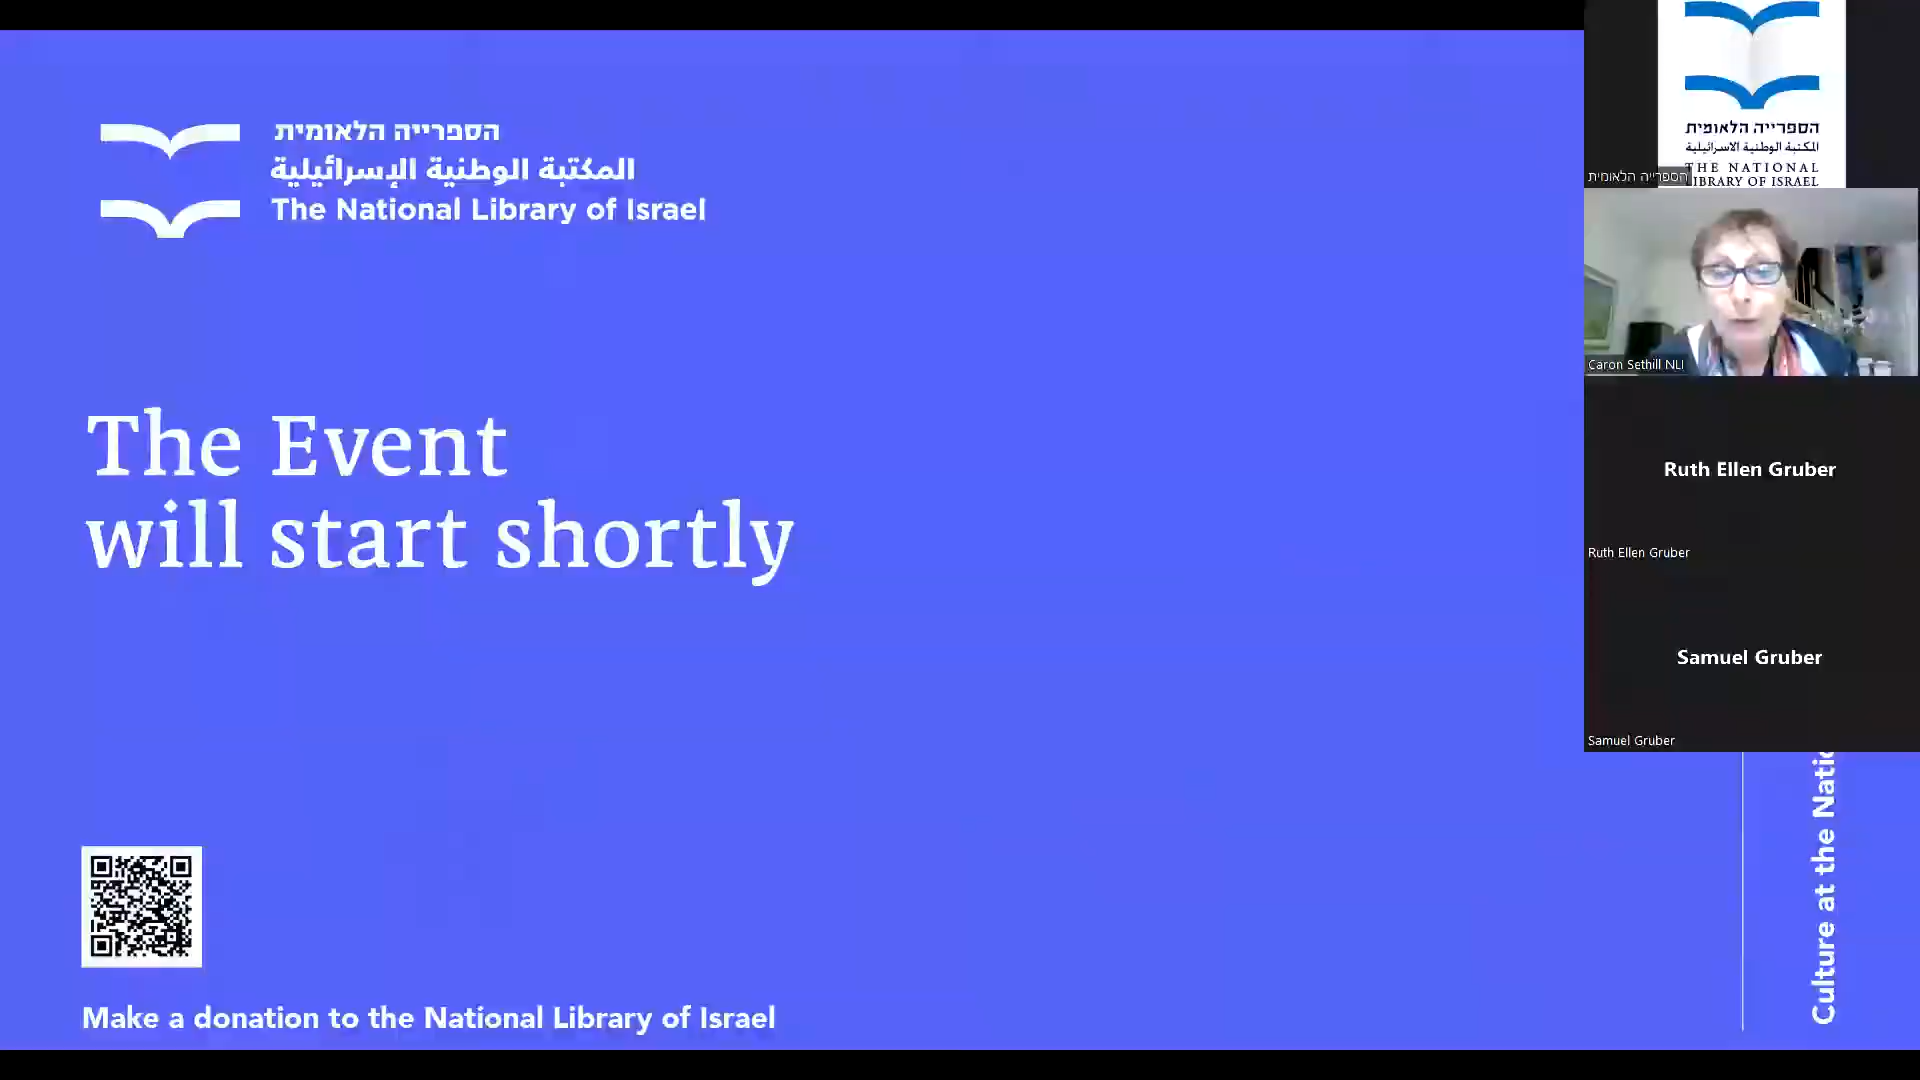 הספרייה הלאומית
المكتبة الوطنية الإسرائيلية
The National Library of Israel
The Event
will start shortly
Make a donation to the National Library of Israel
הספרייה הלאומית
المكتبة الوطنية الاسرائيلية
THE NATIONAL
LIBRARY OF ISRAEL
הספרייה הלאומית
Caron Sethill NLI
Ruth Ellen Gruber
Ruth Ellen Gruber
Samuel Gruber
Samuel Gruber
Culture at the Natio